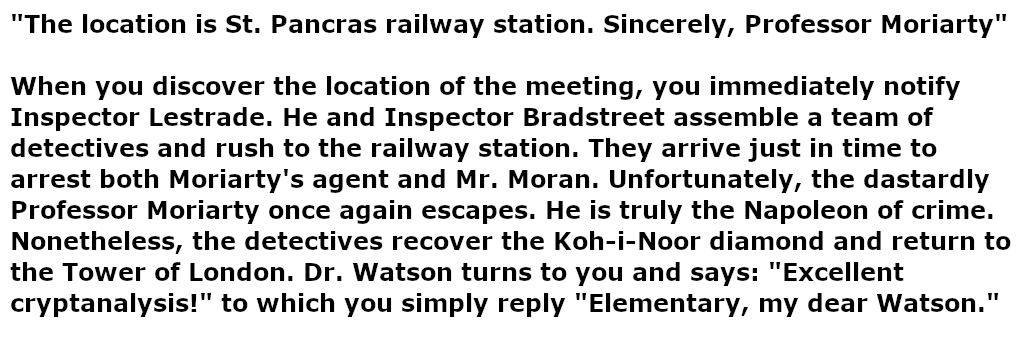 "The location is St. Pancras railway station. Sincerely, Professor Moriarty"
When you discover the location of the meeting, you immediately notify
Inspector Lestrade. He and Inspector Bradstreet assemble a team of
detectives and rush to the railway station. They arrive just in time to
arrest both Moriarty's agent and Mr. Moran. Unfortunately, the dastardly
Professor Moriarty once again escapes. He is truly the Napoleon of crime.
Nonetheless, the detectives recover the Koh-i-Noor diamond and return to
the Tower of London. Dr. Watson turns to you and says: "Excellent
cryptanalysis!" to which you simply reply "Elementary, my dear Watson."